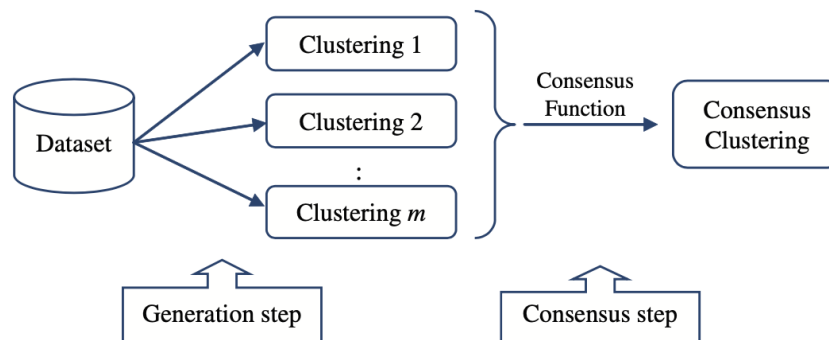 Dataset
Clustering 1
Clustering 2
:
Clustering m
Consensus
Function
Consensus
Clustering
Generation step
Consensus step